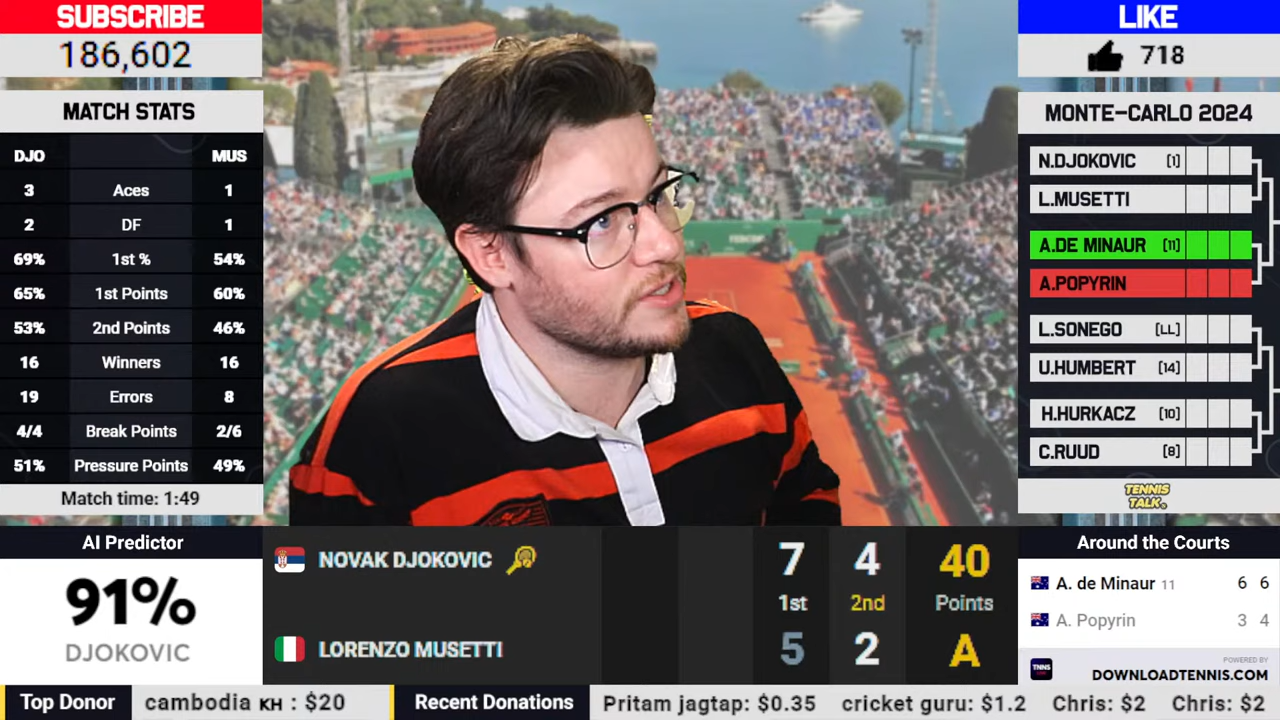 SUBSCRIBE
186,602
MATCH STATS
DJO MUS
3 Aces 1
2 DF 1
69% 1st % 54%
65% 1st Points 60%
53% 2nd Points 46%
16 Winners 16
19 Errors 8
4/4 Break Points 2/6
51% Pressure Points 49%
Match time: 1:49
AI Predictor
91%
DJOKOVIC
NOVAK DJOKOVIC 7 4 40
1st 2nd Points
LORENZO MUSETTI 5 2 A
LIKE
718
MONTE-CARLO 2024
N.DJOKOVIC [1]
L.MUSETTI
A.DE MINAUR [11]
A.POPYRIN
L.SONEGO [LL]
U.HUMBERT [14]
H.HURKACZ [10]
C.RUUD [8]
TENNIS
TALK.
Around the Courts
A. de Minaur 11 6 6
A. Popyrin 3 4
TNNS
POWERED BY
DOWNLOADTENNIS.COM
Top Donor cambodia KH : $20 Recent Donations Pritam jagtap: $0.35 cricket guru: $1.2 Chris: $2 Chris: $2